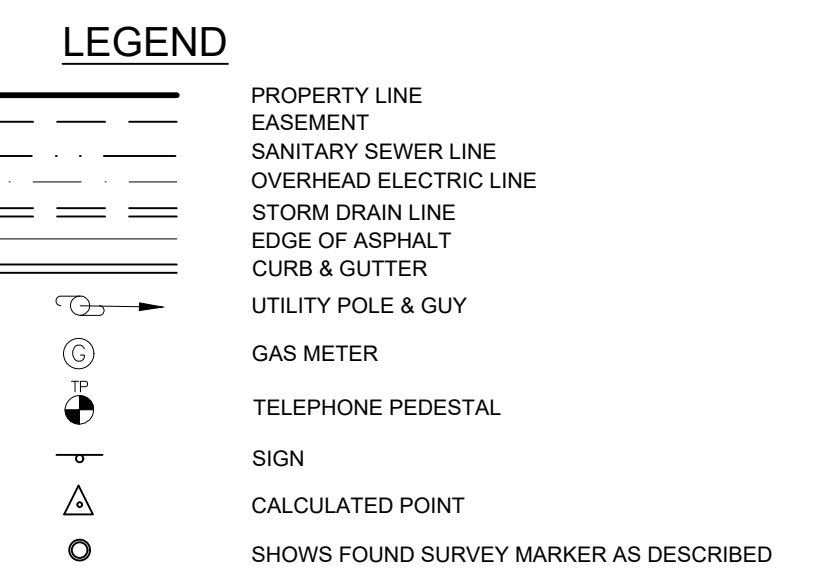 LEGEND
PROPERTY LINE
EASEMENT
SANITARY SEWER LINE
OVERHEAD ELECTRIC LINE
STORM DRAIN LINE
EDGE OF ASPHALT
CURB & GUTTER
UTILITY POLE & GUY
G GAS METER
TP
TELEPHONE PEDESTAL
SIGN
CALCULATED POINT
SHOWS FOUND SURVEY MARKER AS DESCRIBED